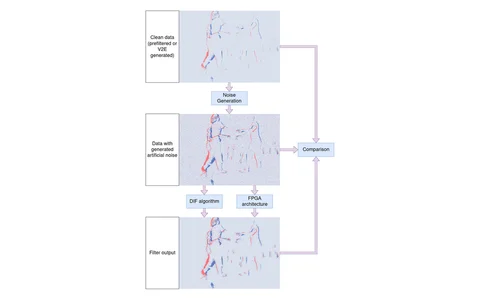 Clean data
(prefiltered or
V2E
generated)
Noise
Generation
Data with
generated
artificial noise
Comparison
DIF algorithm
FPGA
architecture
Filter output